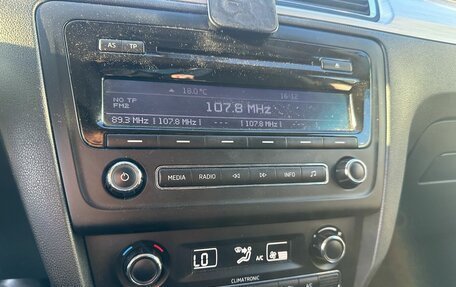 AS TP
18.0°C 16:12
NO TP
FM2
107.8 MHz
89.3 MHz | 107.8 MHz | --- | 107.8 MHz | ---
MEDIA RADIO INFO
LO A/C
CLIMATRONIC